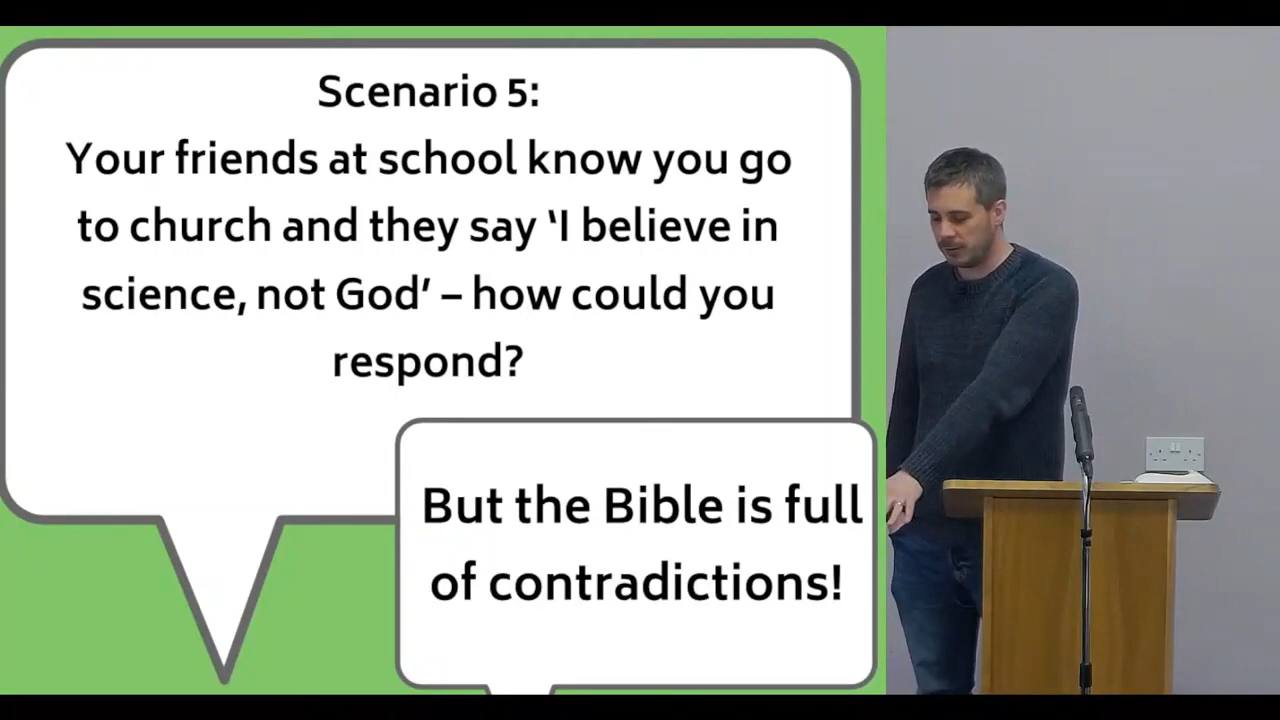 Scenario 5:
Your friends at school know you go
to church and they say ‘I believe in
science, not God’ – how could you
respond?
But the Bible is full
of contradictions!